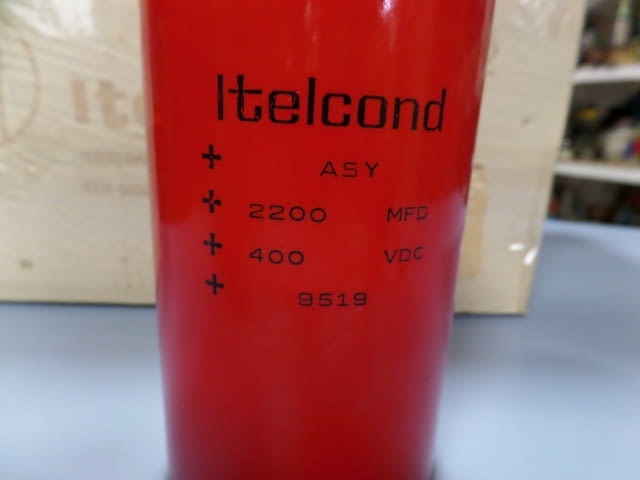 Itelcond
+ ASY
+ 2200 MFD
+ 400 VDC
+ 9519